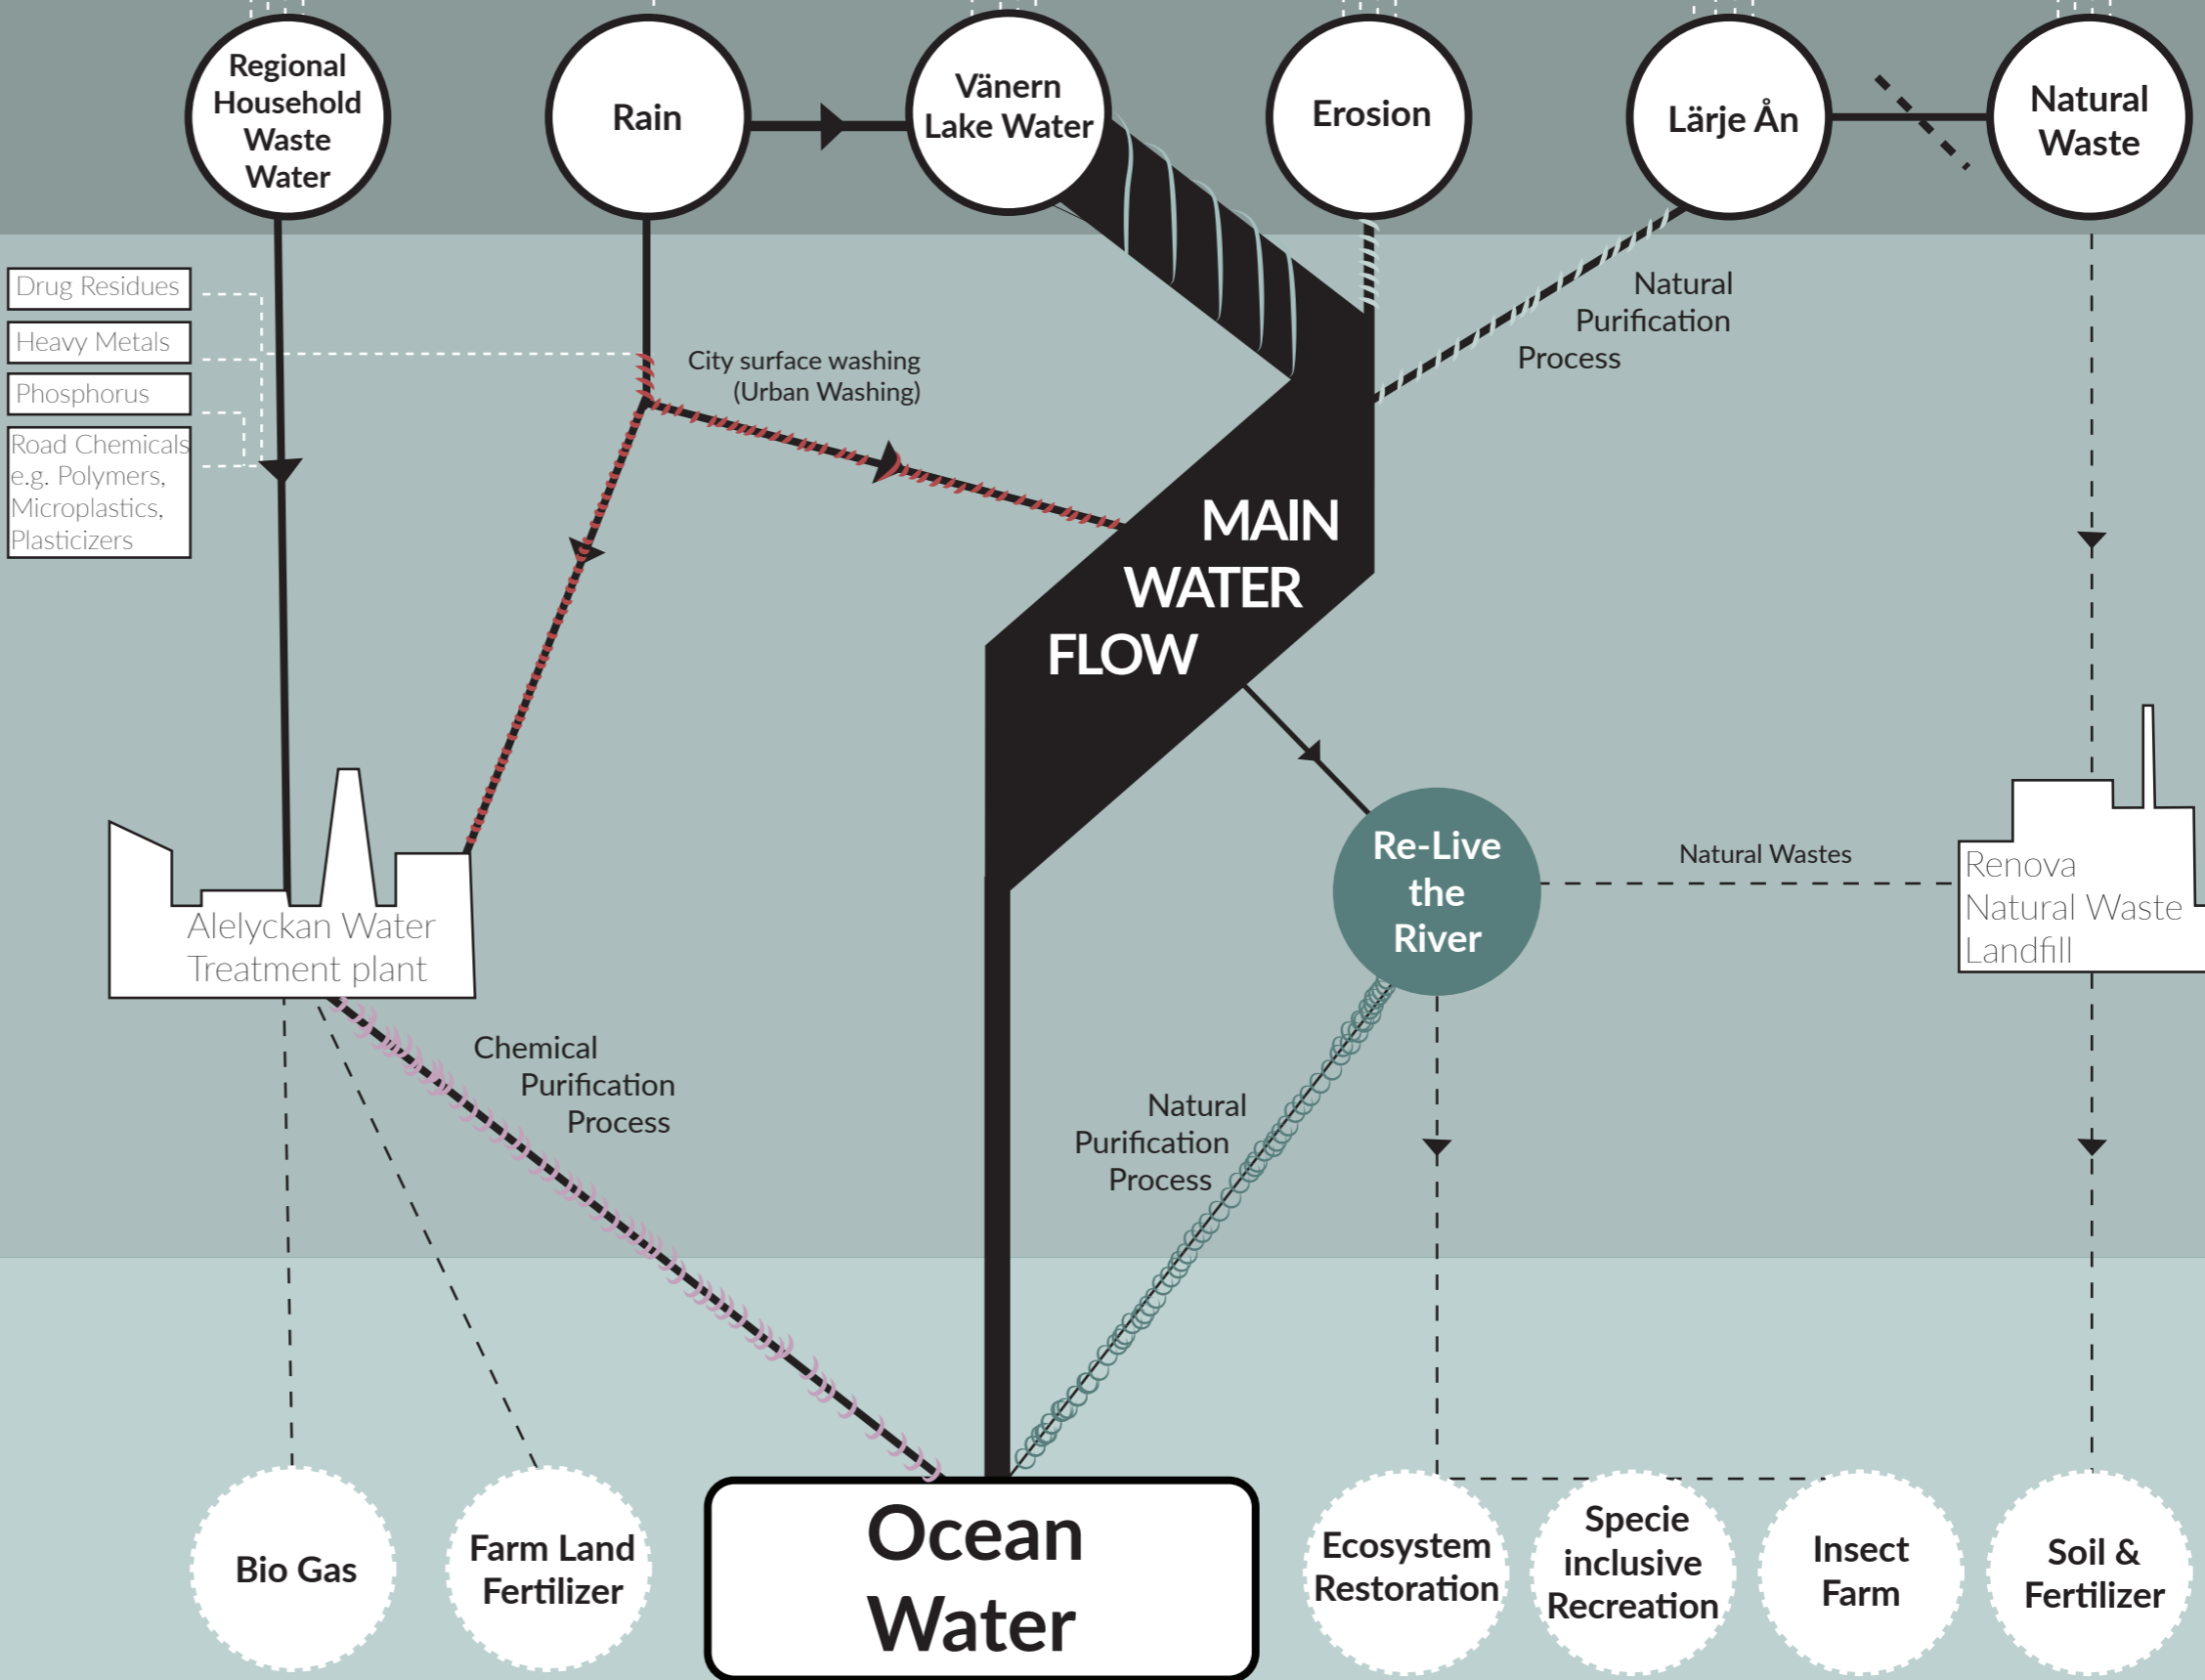 Regional
Household
Waste
Water
Rain
Vänern
Lake Water
Erosion
Lärje Ån
Natural
Waste
Drug Residues
Heavy Metals
Phosphorus
Road Chemicals
e.g. Polymers,
Microplastics,
Plasticizers
City surface washing
(Urban Washing)
Natural
Purification
Process
MAIN
WATER
FLOW
Re-Live
the
River
Natural Wastes
Renova
Natural Waste
Landfill
Alelyckan Water
Treatment plant
Chemical
Purification
Process
Natural
Purification
Process
Bio Gas
Farm Land
Fertilizer
Ocean
Water
Ecosystem
Restoration
Specie
inclusive
Recreation
Insect
Farm
Soil &
Fertilizer